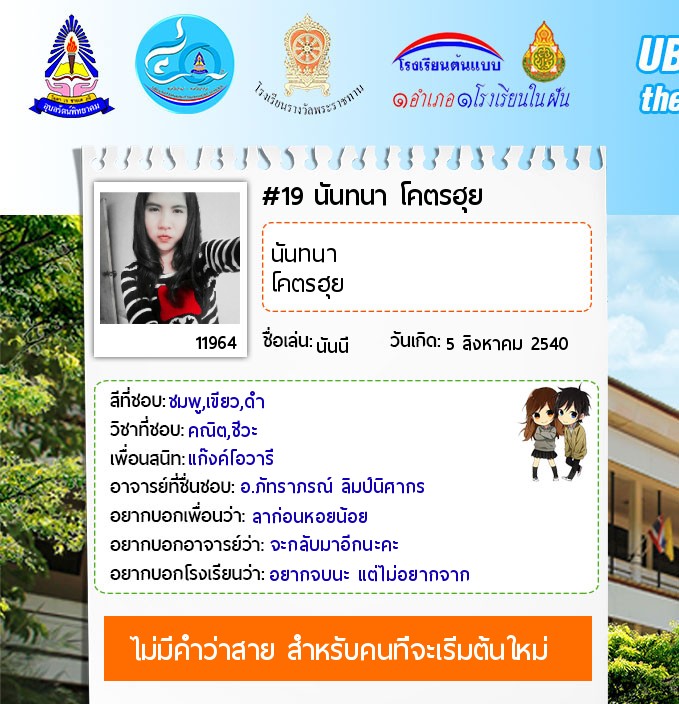 อุบลรัตน์พิทยาคม
โรงเรียนรางวัลพระราชทาน
โรงเรียนต้นแบบ
๑อำเภอ๑โรงเรียนในฝัน
UB
the
#19 นันทนา โคตรฮุย
นันทนา
โคตรฮุย
11964
ชื่อเล่น: นันนี วันเกิด: 5 สิงหาคม 2540
สีที่ชอบ: ชมพู,เขียว,ดำ
วิชาที่ชอบ: คณิต,ชีวะ
เพื่อนสนิท: แก๊งค์โอวารี
อาจารย์ที่ชื่นชอบ: อ.ภัทราภรณ์ ลิมป์นิศากร
อยากบอกเพื่อนว่า: ลาก่อนหอยน้อย
อยากบอกอาจารย์ว่า: จะกลับมาอีกนะคะ
อยากบอกโรงเรียนว่า: อยากจบนะ แต่ไม่อยากจาก
ไม่มีคำว่าสาย สำหรับคนที่จะเริ่มต้นใหม่